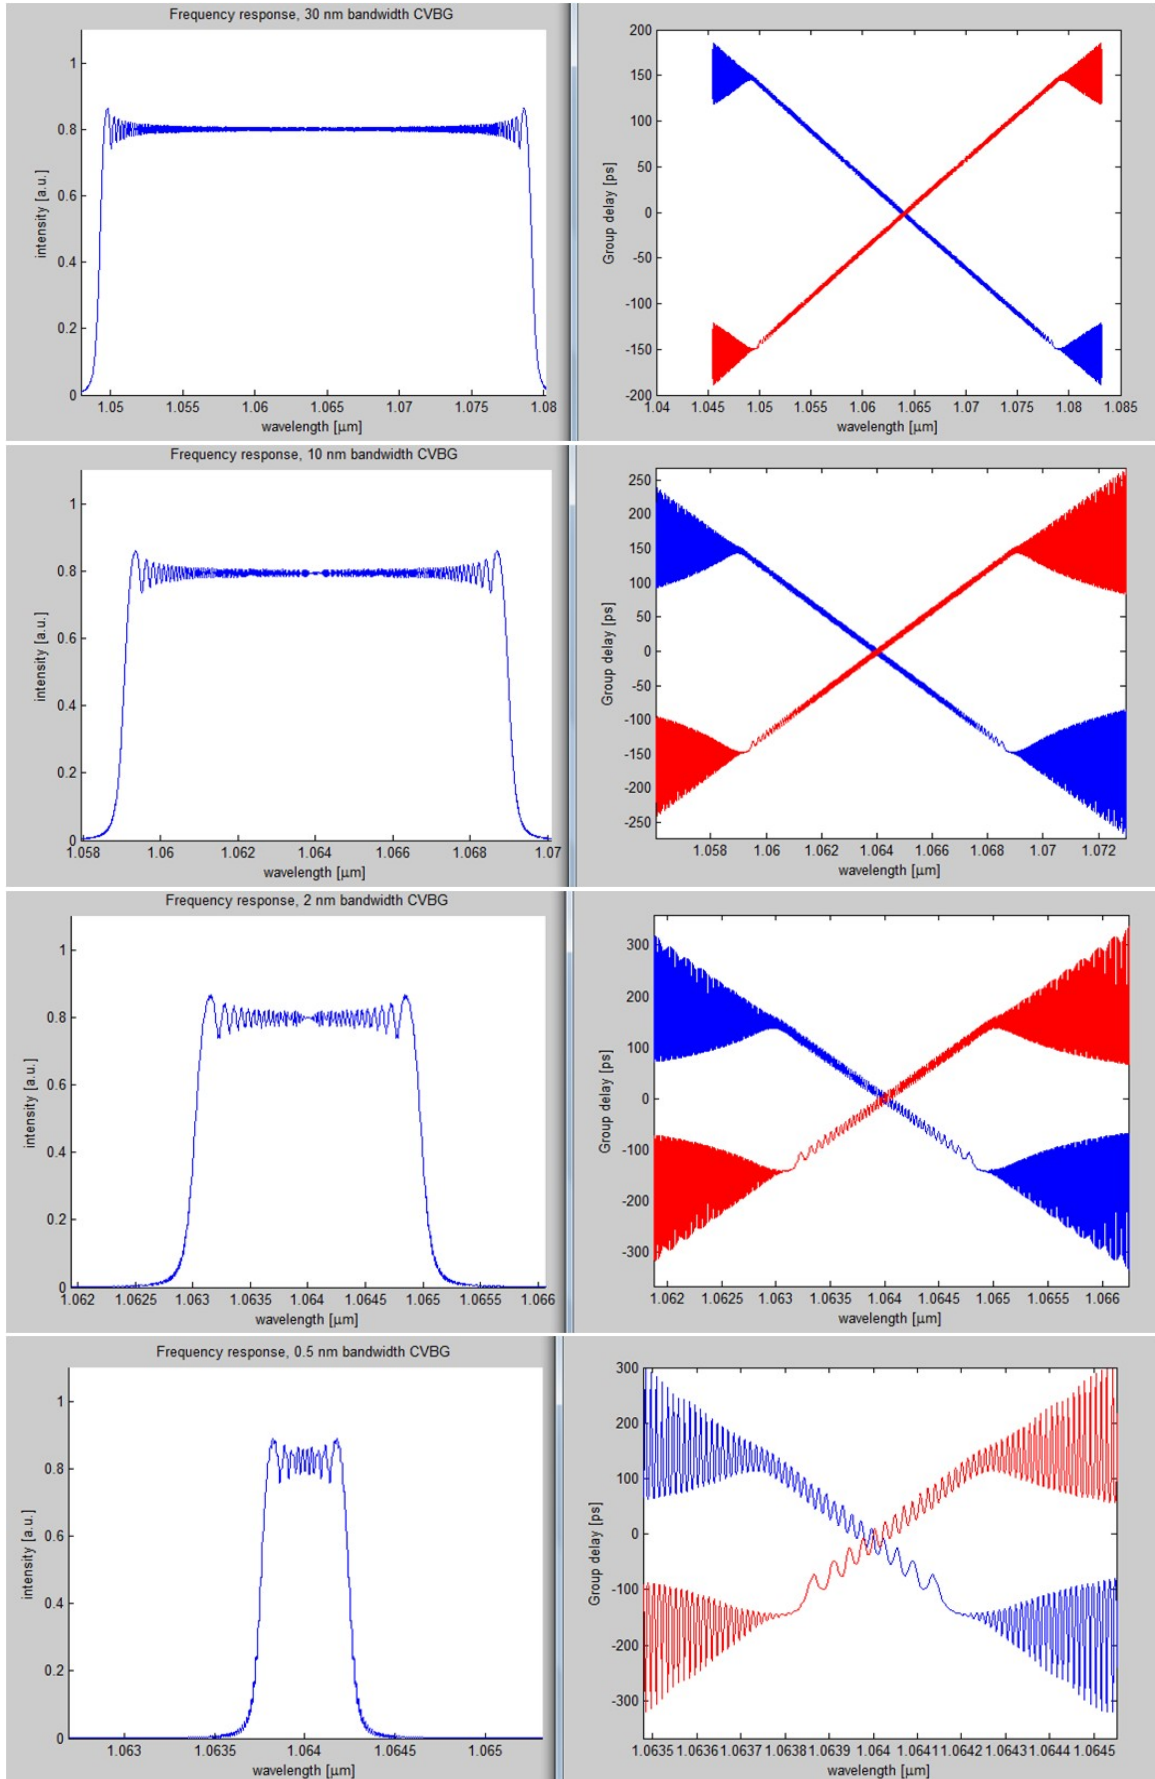 Frequency response, 30 nm bandwidth CVBG
1
0.8
0.6
0.4
0.2
0
intensity [a.u.]
1.05 1.055 1.06 1.065 1.07 1.075 1.08
wavelength [μm]
200
150
100
50
0
-50
-100
-150
-200
Group delay [ps]
1.04 1.045 1.05 1.055 1.06 1.065 1.07 1.075 1.08 1.085
wavelength [μm]
Frequency response, 10 nm bandwidth CVBG
1
0.8
0.6
0.4
0.2
0
intensity [a.u.]
1.058 1.06 1.062 1.064 1.066 1.068 1.07
wavelength [μm]
250
200
150
100
50
0
-50
-100
-150
-200
-250
Group delay [ps]
1.058 1.06 1.062 1.064 1.066 1.068 1.07 1.072
wavelength [μm]
Frequency response, 2 nm bandwidth CVBG
1
0.8
0.6
0.4
0.2
0
intensity [a.u.]
1.062 1.0625 1.063 1.0635 1.064 1.0645 1.065 1.0655 1.066
wavelength [μm]
300
200
100
0
-100
-200
-300
Group delay [ps]
1.062 1.0625 1.063 1.0635 1.064 1.0645 1.065 1.0655 1.066
wavelength [μm]
Frequency response, 0.5 nm bandwidth CVBG
1
0.8
0.6
0.4
0.2
0
intensity [a.u.]
1.063 1.0635 1.064 1.0645 1.065
wavelength [μm]
300
200
100
0
-100
-200
-300
Group delay [ps]
1.0635 1.0636 1.0637 1.0638 1.0639 1.064 1.0641 1.0642 1.0643 1.0644 1.0645
wavelength [μm]